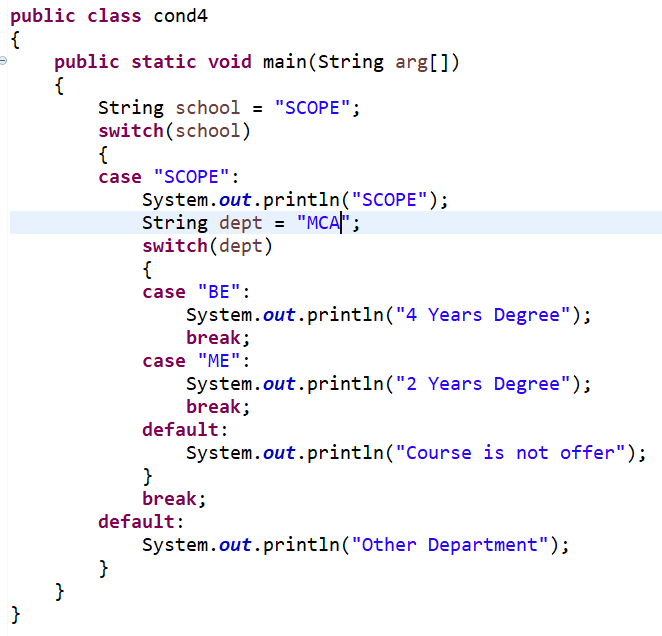 public class cond4
{
    public static void main(String arg[])
    {
        String school = "SCOPE";
        switch(school)
        {
        case "SCOPE":
            System.out.println("SCOPE");
            String dept = "MCA";
            switch(dept)
            {
            case "BE":
                System.out.println("4 Years Degree");
                break;
            case "ME":
                System.out.println("2 Years Degree");
                break;
            default:
                System.out.println("Course is not offer");
            }
            break;
        default:
            System.out.println("Other Department");
        }
    }
}